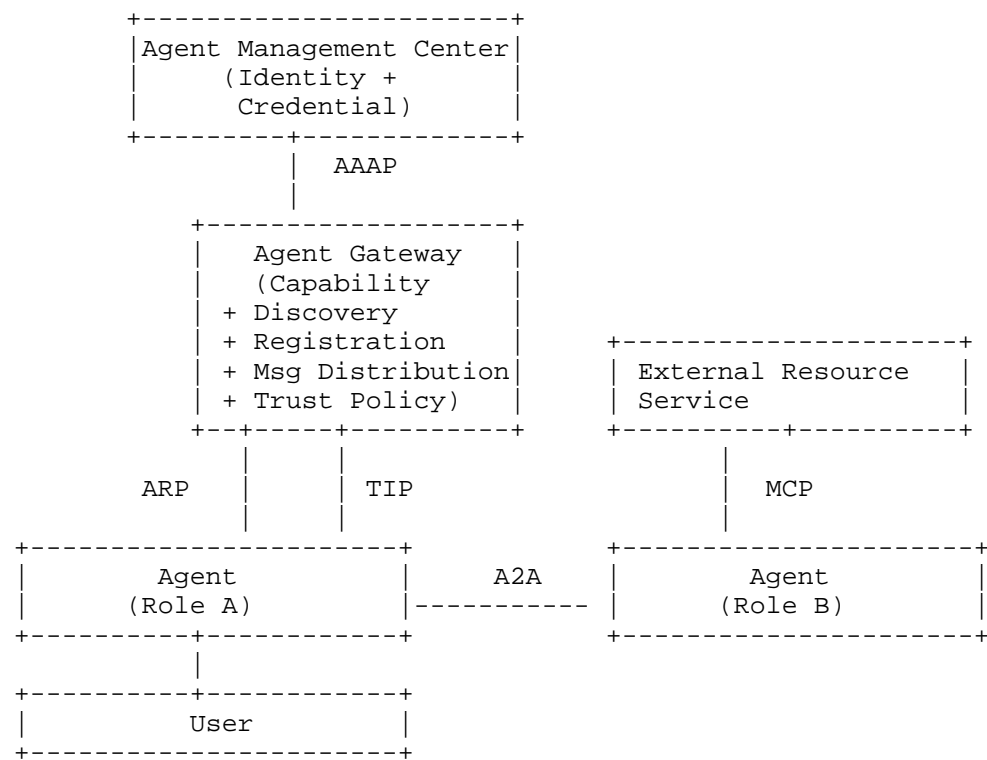 Agent Management Center
(Identity +
Credential)
AAAP
Agent Gateway
(Capability
+ Discovery
+ Registration
+ Msg Distribution
+ Trust Policy)
External Resource
Service
ARP TIP MCP
Agent A2A Agent
(Role A) (Role B)
User